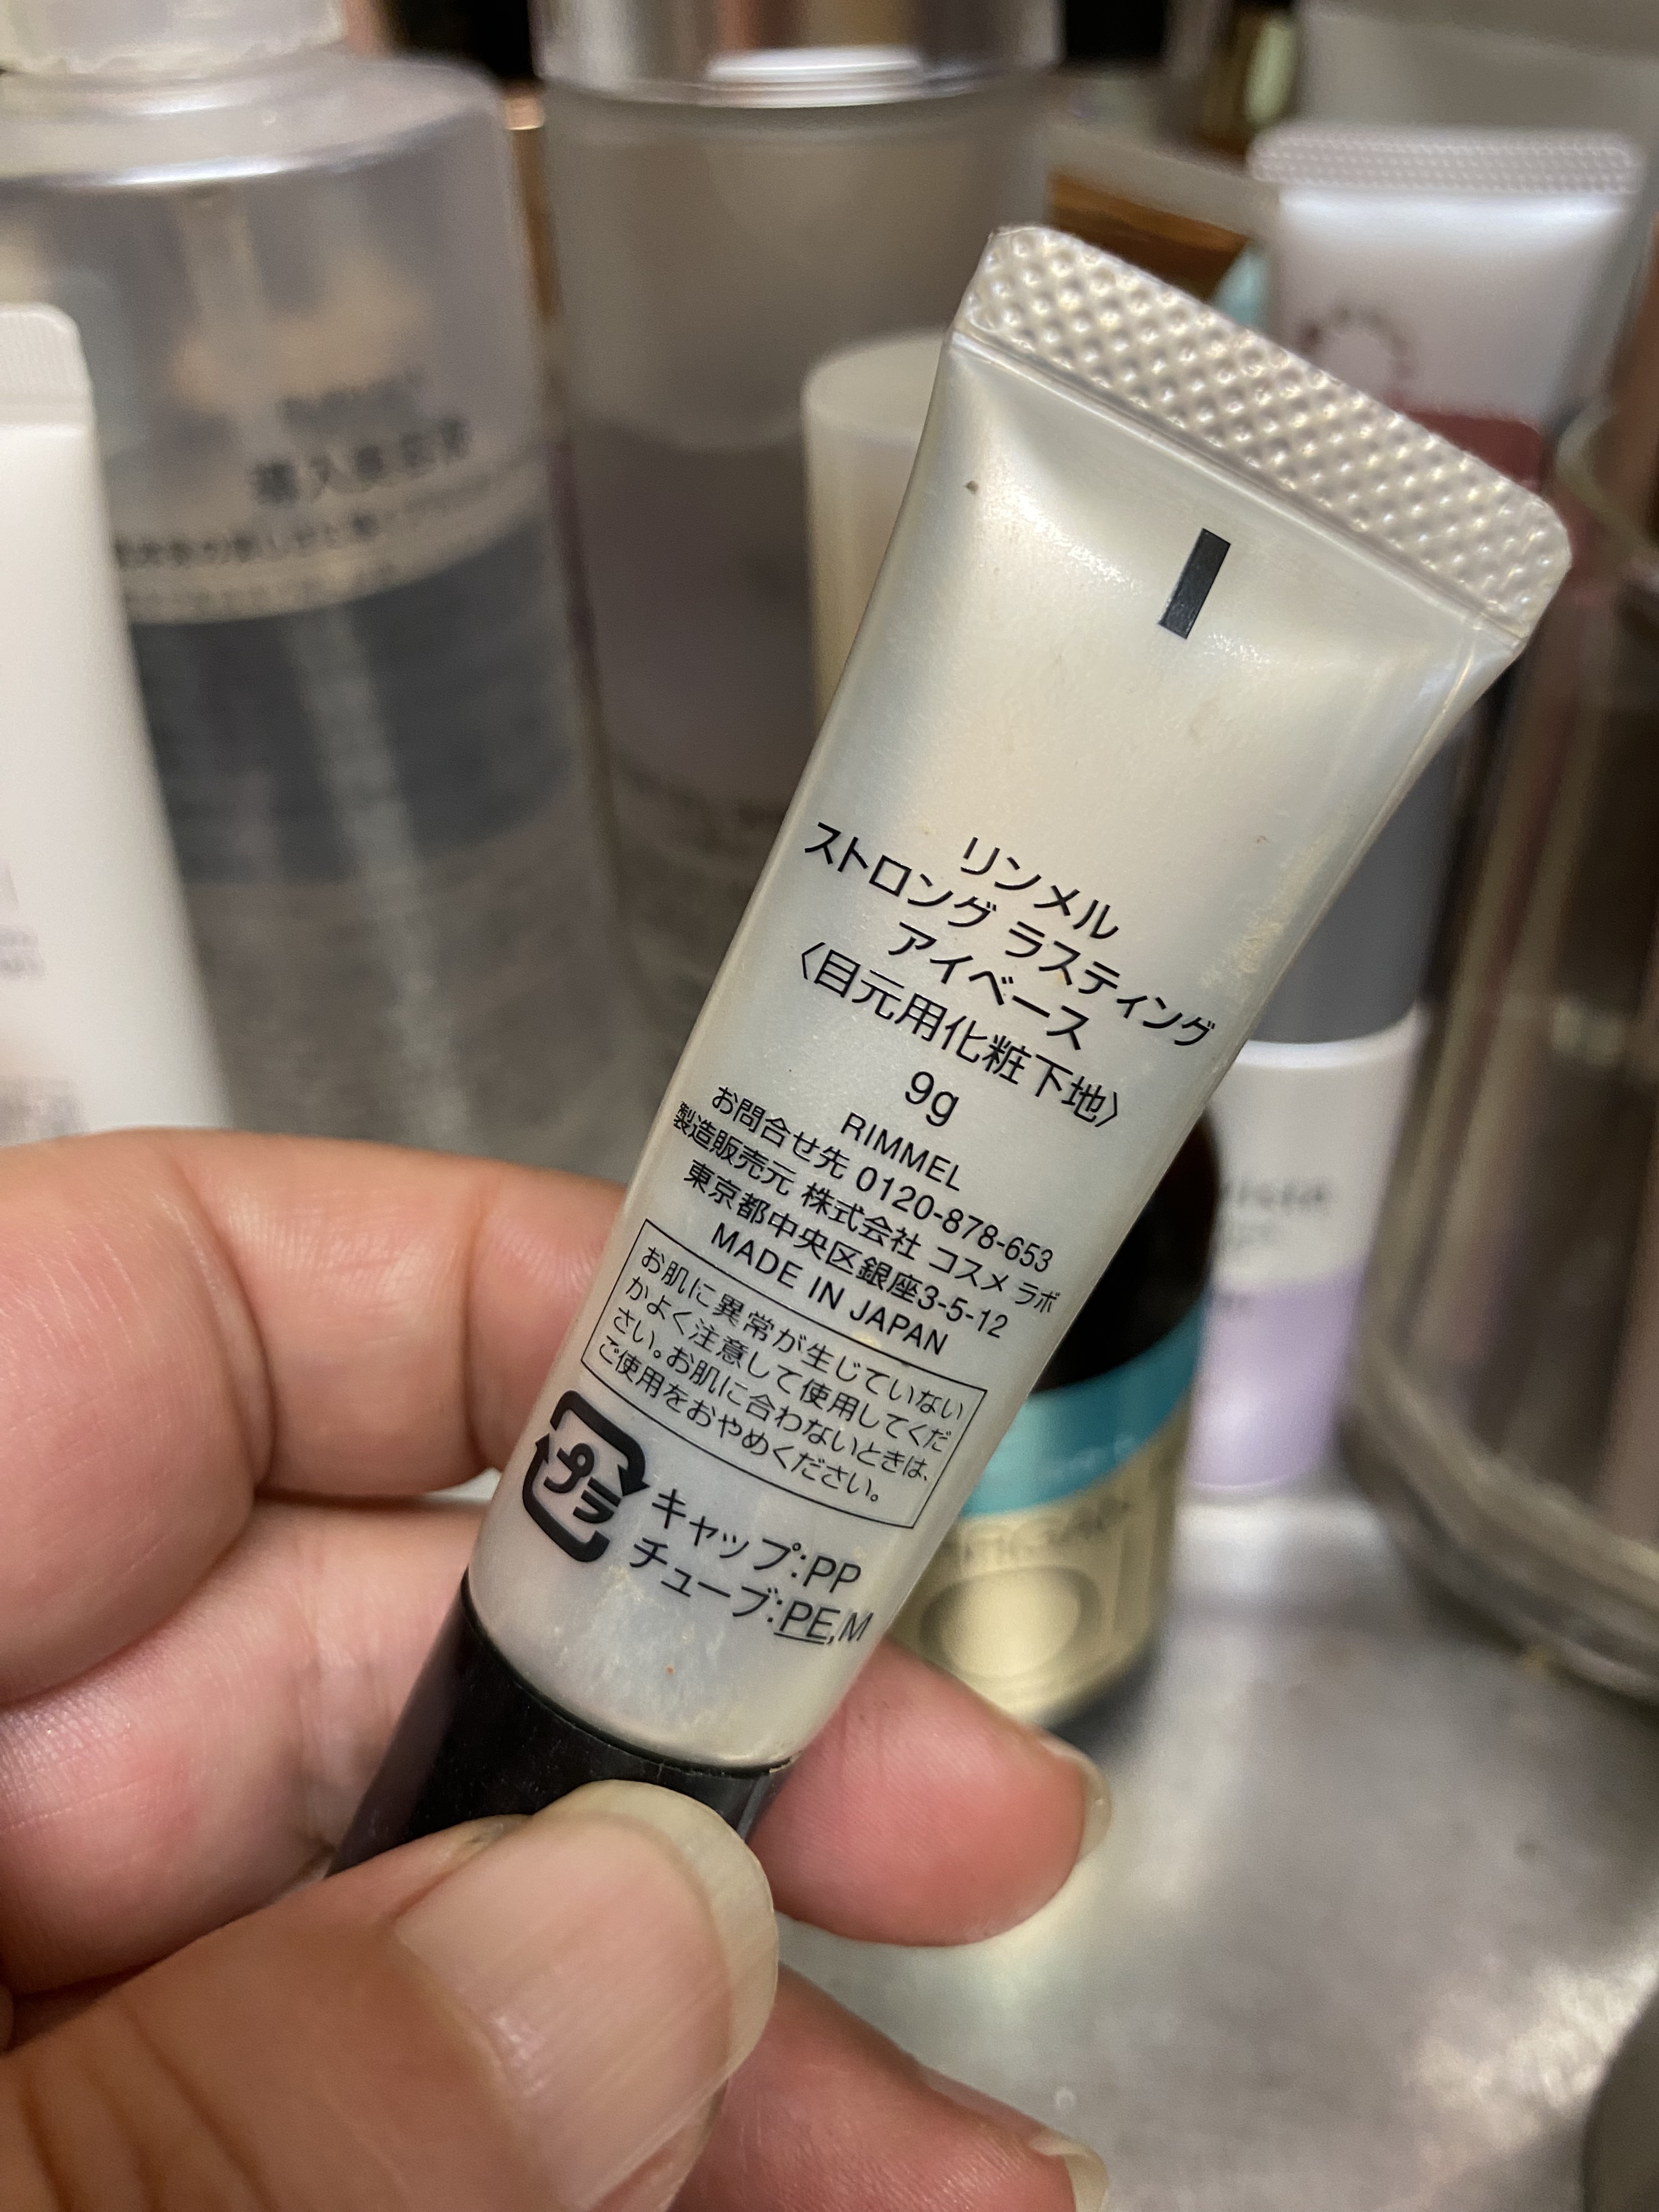 リンメル
ストロング ラスティング
アイベース
〈目元用化粧下地〉
9g
RIMMEL
お問合せ先 0120-878-653
製造販売元 株式会社 コスメ ラボ
東京都中央区銀座3-5-12
MADE IN JAPAN
お肌に異常が生じていない
かよく注意して使用してくだ
さい。お肌に合わないときは、
ご使用をおやめください。
プラ
キャップ:PP
チューブ:PE,M
導入美容液